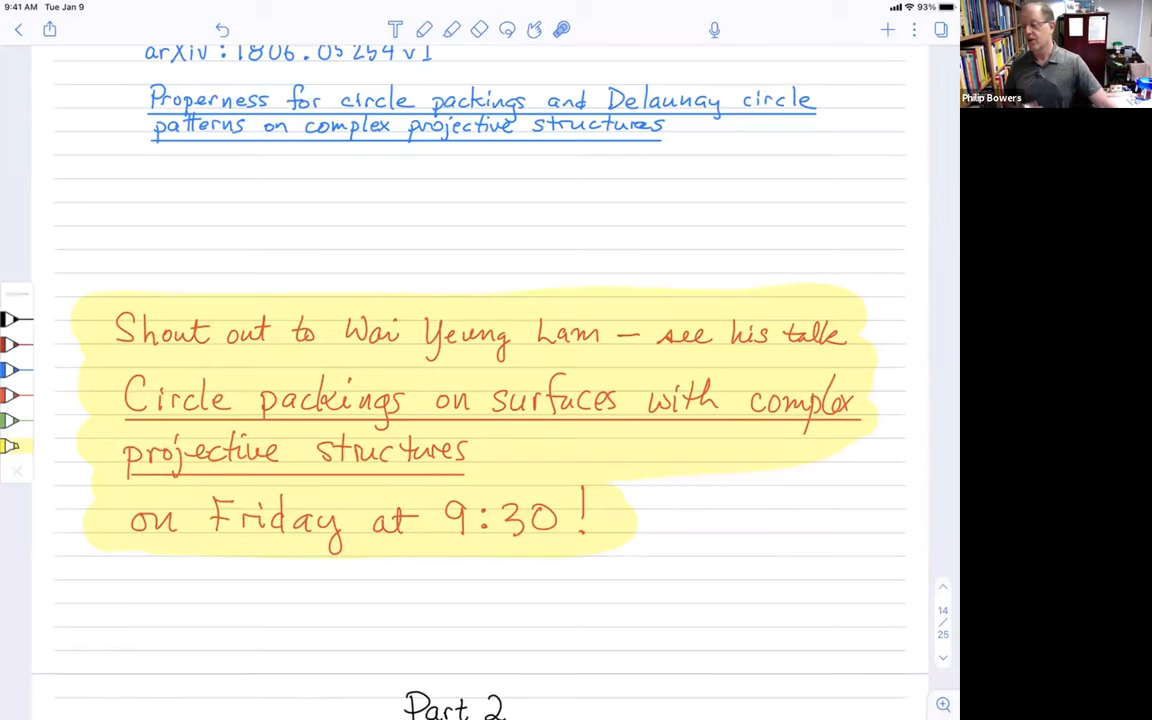 9:41 AM Tue Jan 9
93%
arXiv:1806.05254v1
Properness for circle packings and Delaunay circle
patterns on complex projective structures
Shout out to Wai Yeung Lam — see his talk
Circle packings on surfaces with complex
projective structures
on Friday at 9:30!
Part 2
14
/
25
Philip Bowers